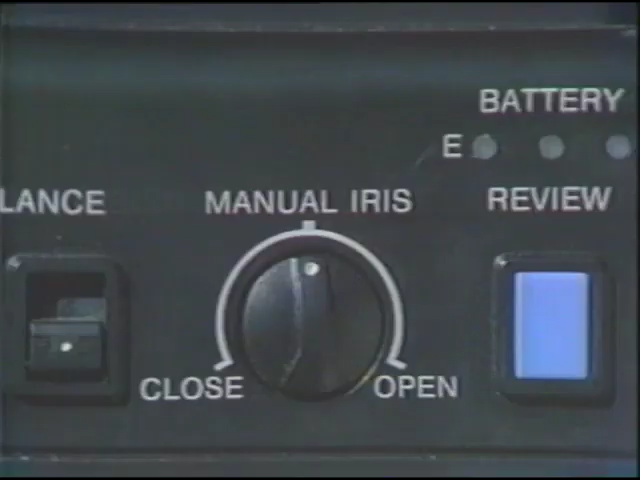 BATTERY
E
LANCE
MANUAL IRIS
REVIEW
CLOSE
OPEN